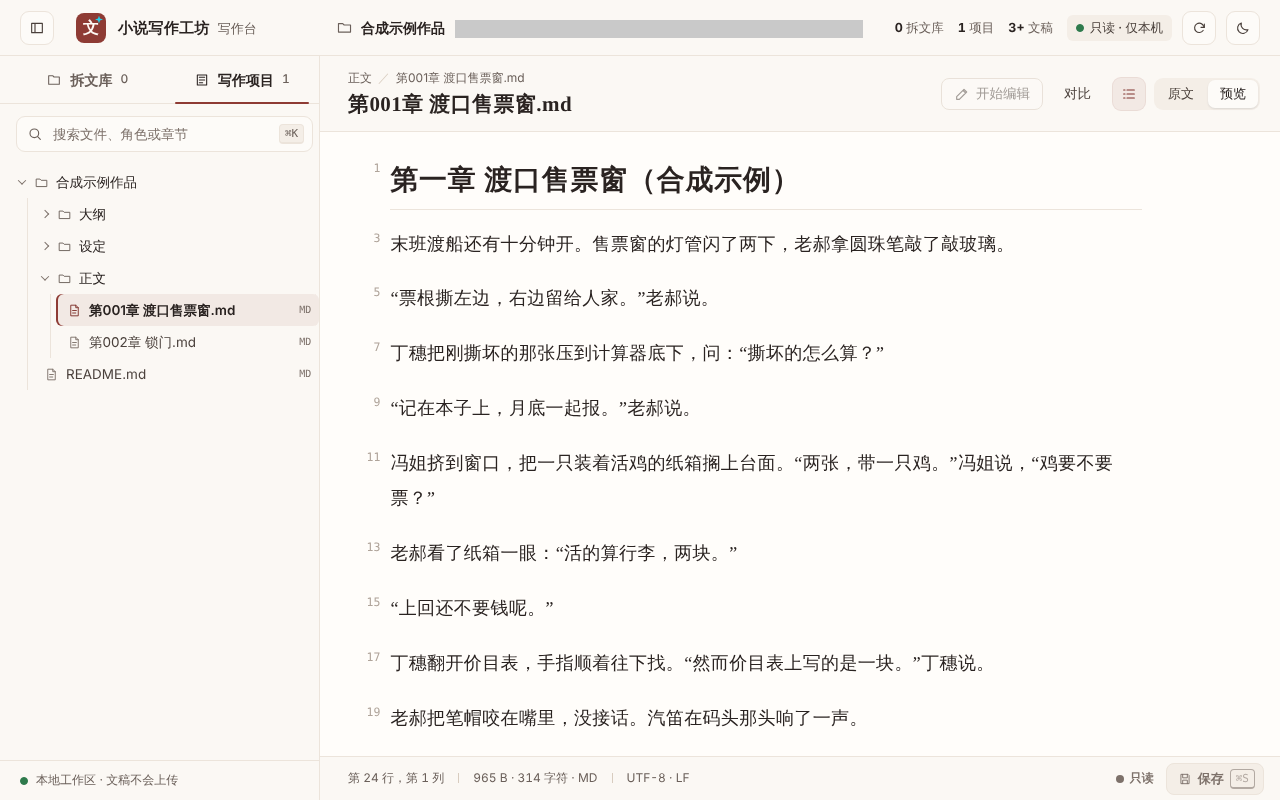 文 小说写作工坊 写作台
合成示例作品
0 拆文库 1 项目 3+ 文稿 只读 · 仅本机
拆文库 0 写作项目 1
搜索文件、角色或章节 ⌘K
合成示例作品
大纲
设定
正文
第001章 渡口售票窗.md MD
第002章 锁门.md
README.md MD
本地工作区 · 文稿不会上传
正文 ／ 第001章 渡口售票窗.md
第001章 渡口售票窗.md
开始编辑 对比 原文 预览
1 第一章 渡口售票窗（合成示例）
3 末班渡船还有十分钟开。售票窗的灯管闪了两下，老郝拿圆珠笔敲了敲玻璃。
5 “票根撕左边，右边留给人家。”老郝说。
7 丁穗把刚撕坏的那张压到计算器底下，问：“撕坏的怎么算？”
9 “记在本子上，月底一起报。”老郝说。
11 冯姐挤到窗口，把一只装着活鸡的纸箱搁上台面。“两张，带一只鸡。”冯姐说，“鸡要不要
票？”
13 老郝看了纸箱一眼：“活的算行李，两块。”
15 “上回还不要钱呢。”
17 丁穗翻开价目表，手指顺着往下找。“然而价目表上写的是一块。”丁穗说。
19 老郝把笔帽咬在嘴里，没接话。汽笛在码头那头响了一声。
第 24 行，第 1 列 965 B · 314 字符 · MD UTF-8 · LF
只读 保存 ⌘S